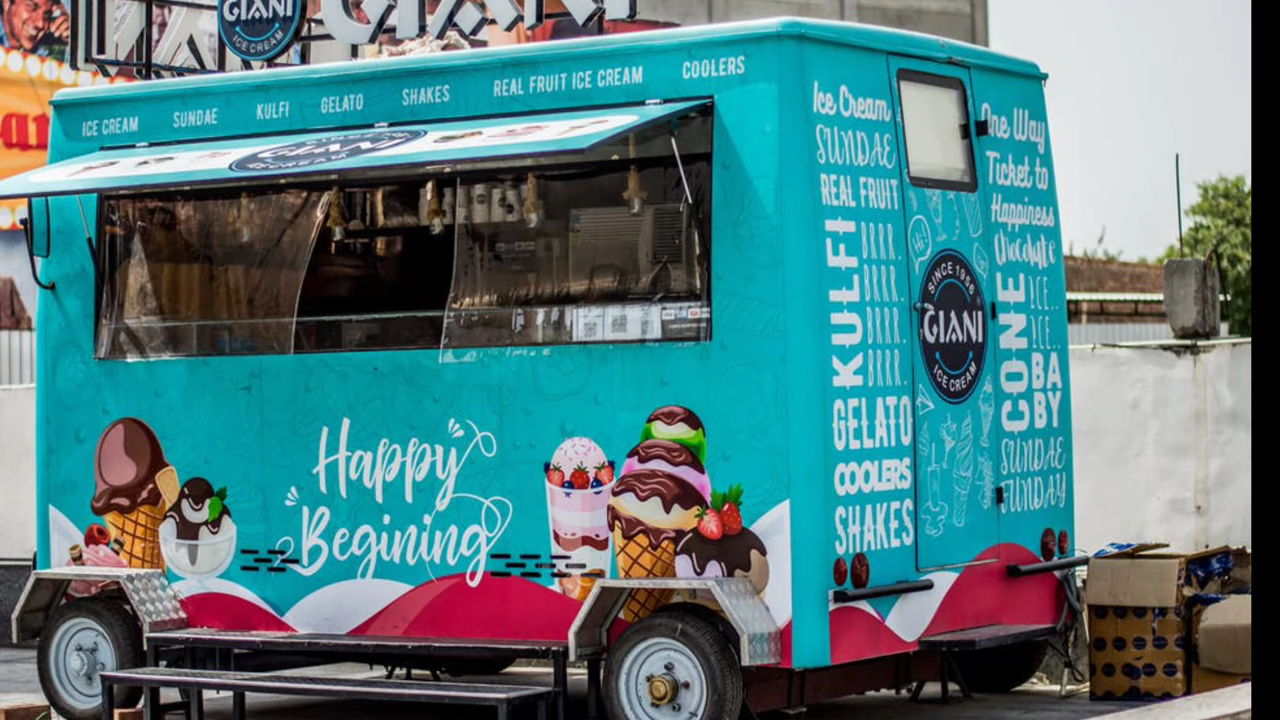 GIANI
ICE CREAM
GIANI
ICE CREAM SUNDAE KULFI GELATO SHAKES REAL FRUIT ICE CREAM COOLERS
GIANI
Happy
Begining
Ice Cream
SUNDAE
REAL FRUIT
KULFI
BRRR.
BRRR.
BRRR.
BRRR.
GELATO
COOLERS
SHAKES
Hi
SINCE 1956
GIANI
ICE CREAM
One Way
Ticket to
Happiness
Chocolate
CONE
ICE..
ICE..
BA
BY
SUNDAE
FUNDAY